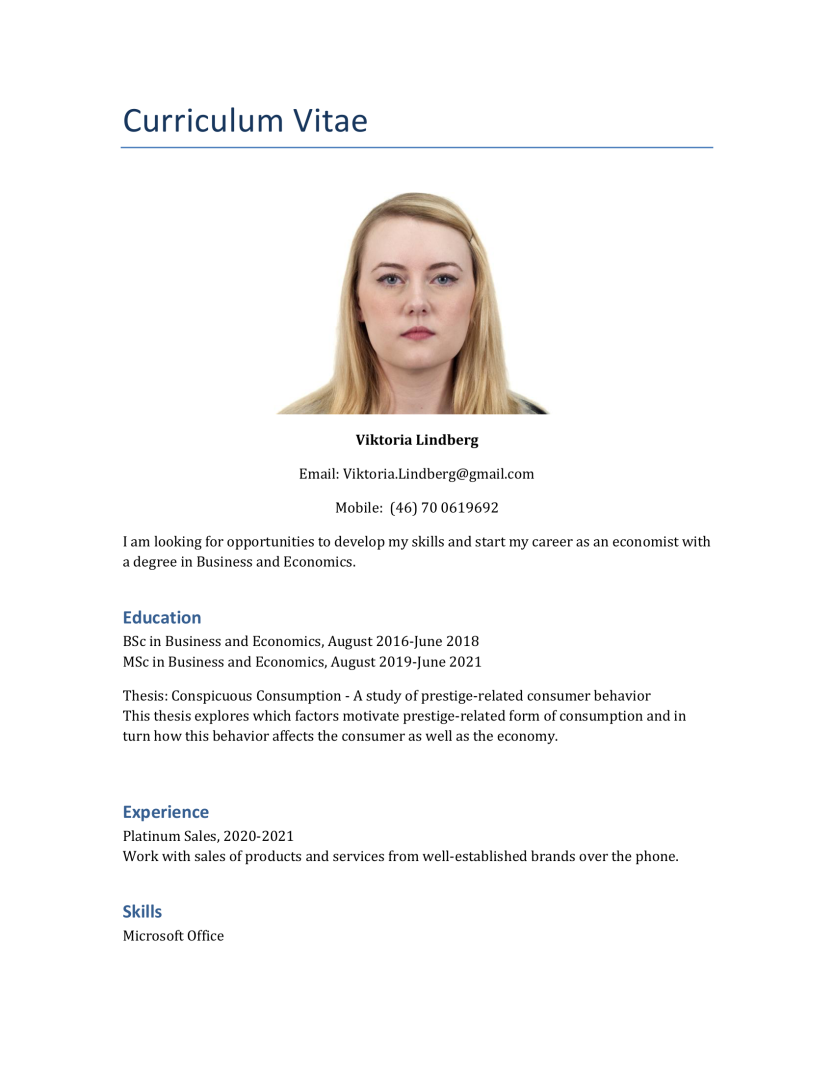 Curriculum Vitae
Viktoria Lindberg
Email: Viktoria.Lindberg@gmail.com
Mobile:  (46) 70 0619692
I am looking for opportunities to develop my skills and start my career as an economist with
a degree in Business and Economics.
Education
BSc in Business and Economics, August 2016-June 2018
MSc in Business and Economics, August 2019-June 2021
Thesis: Conspicuous Consumption - A study of prestige-related consumer behavior
This thesis explores which factors motivate prestige-related form of consumption and in
turn how this behavior affects the consumer as well as the economy.
Experience
Platinum Sales, 2020-2021
Work with sales of products and services from well-established brands over the phone.
Skills
Microsoft Office